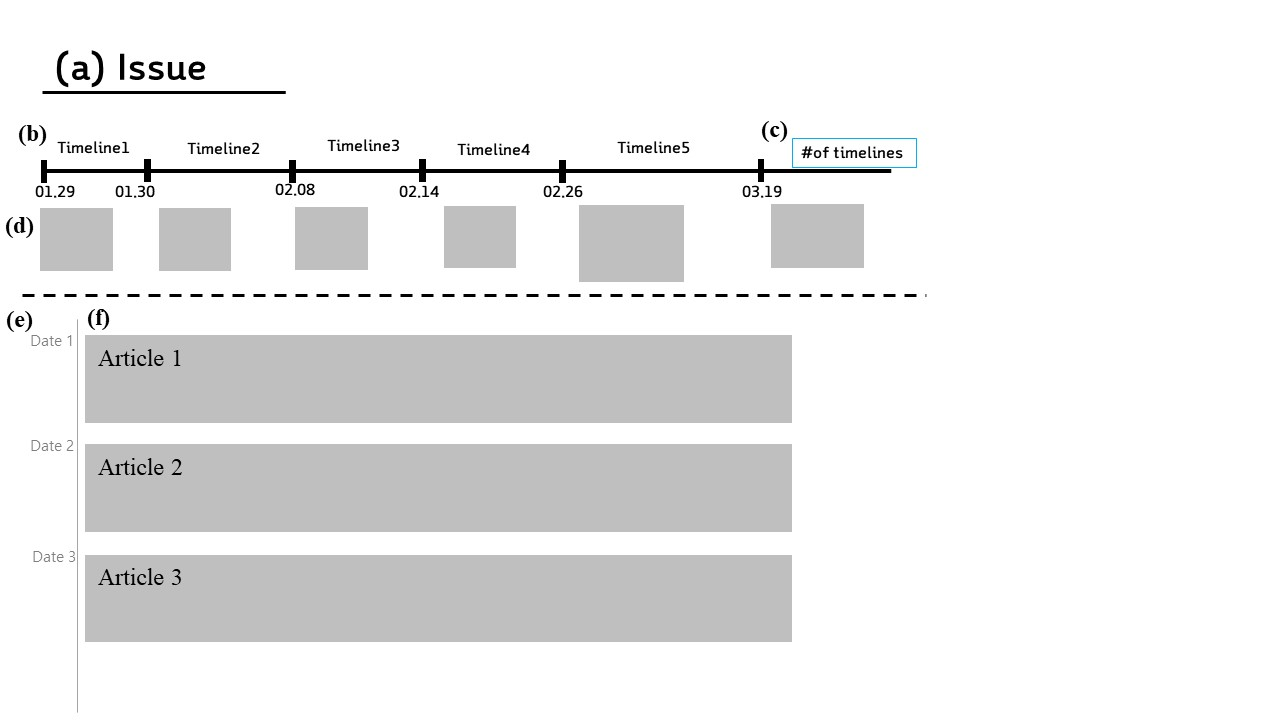 (a) Issue
(b) Timeline1 Timeline2 Timeline3 Timeline4 Timeline5 (c) #of timelines
01.29 01.30 02.08 02.14 02.26 03.19
(d)
(e) (f)
Date 1 Article 1
Date 2 Article 2
Date 3 Article 3